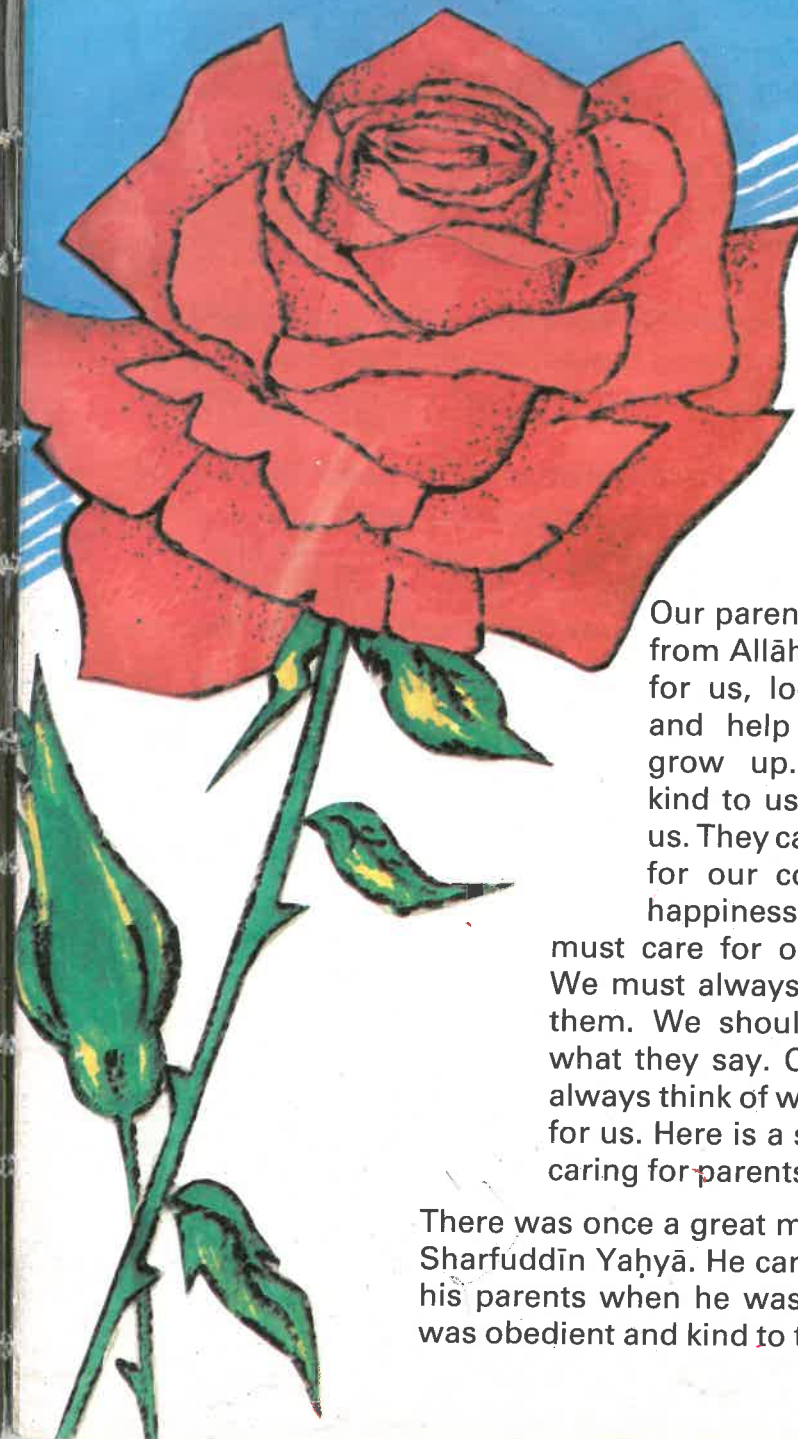 Our paren
from Allāh
for us, lo
and help
grow up.
kind to us
us. They ca
for our co
happiness
must care for o
We must always
them. We shoul
what they say. O
always think of w
for us. Here is a s
caring for parents
There was once a great m
Sharfuddīn Yaḥyā. He car
his parents when he was
was obedient and kind to t